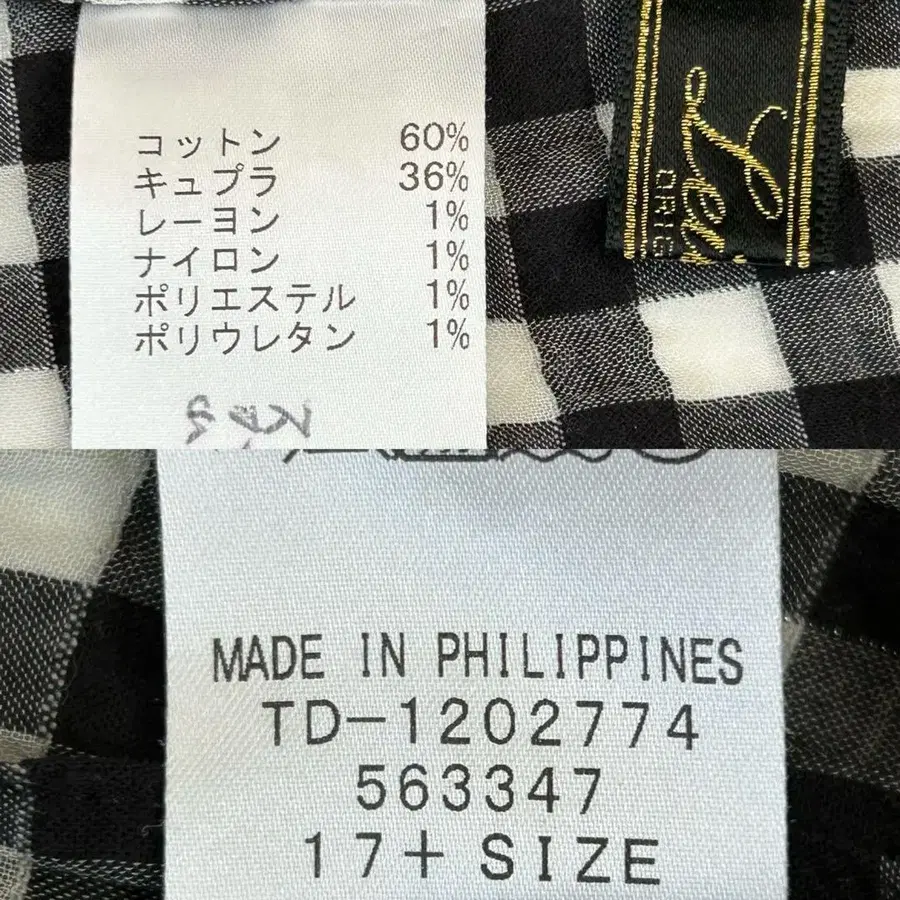 コットン 60%
キュプラ 36%
レーヨン 1%
ナイロン 1%
ポリエステル 1%
ポリウレタン 1%
MADE IN PHILIPPINES
TD-1202774
563347
17+ SIZE